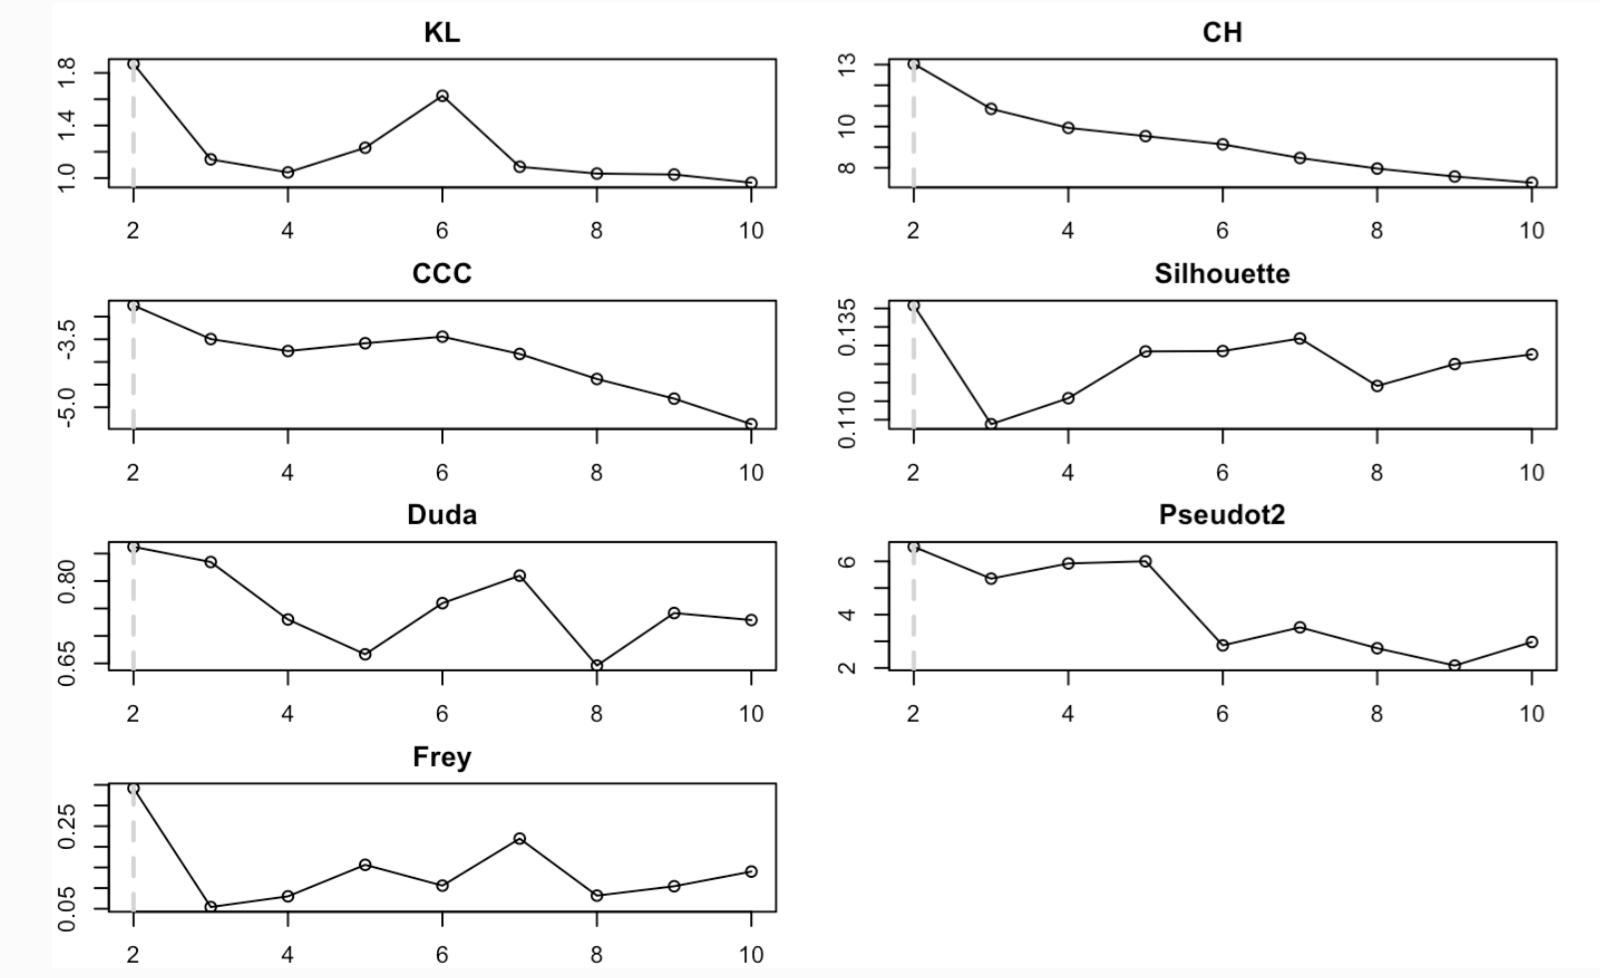 KL
1.0 1.4 1.8
2 4 6 8 10
CH
8 10 13
2 4 6 8 10
CCC
-5.0 -3.5
2 4 6 8 10
Silhouette
0.110 0.135
2 4 6 8 10
Duda
0.65 0.80
2 4 6 8 10
Pseudot2
2 4 6
2 4 6 8 10
Frey
0.05 0.25
2 4 6 8 10